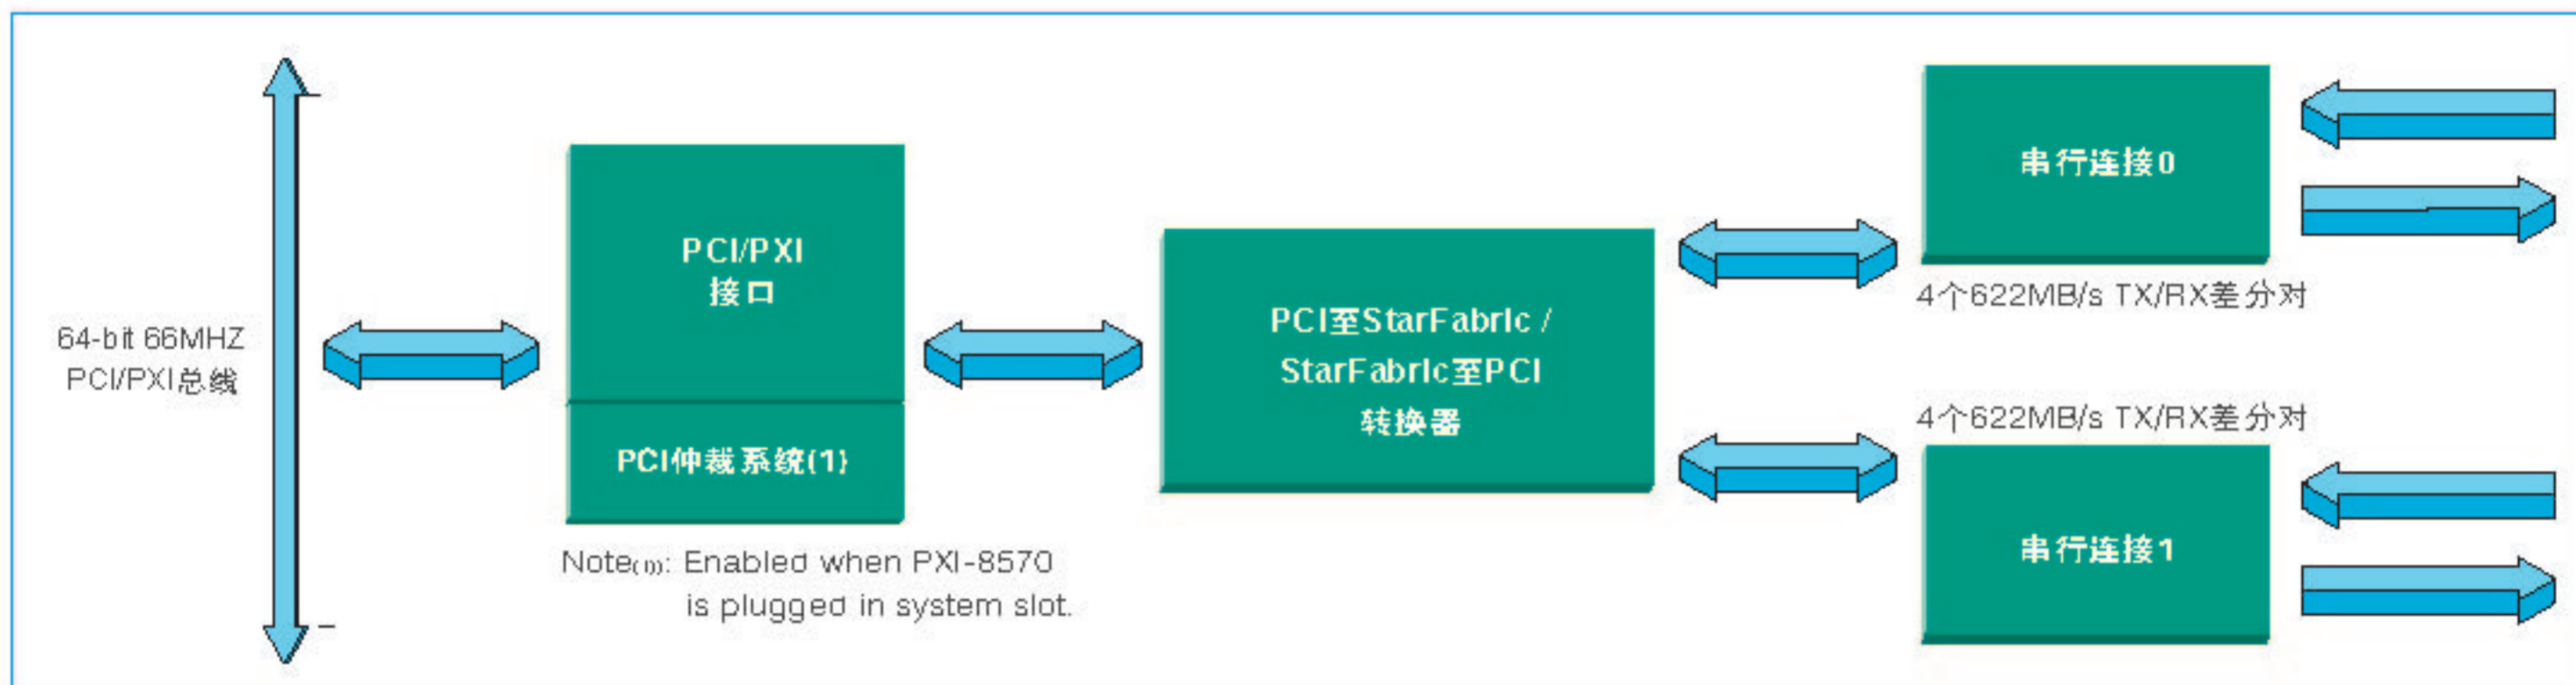 64-bit 66MHZ
PCI/PXI总线
PCI/PXI
接口
PCI仲裁系统(1)
Note(1): Enabled when PXI-8570
is plugged in system slot.
PCI至StarFabric /
StarFabric至PCI
转换器
串行连接0
4个622MB/s TX/RX差分对
4个622MB/s TX/RX差分对
串行连接1